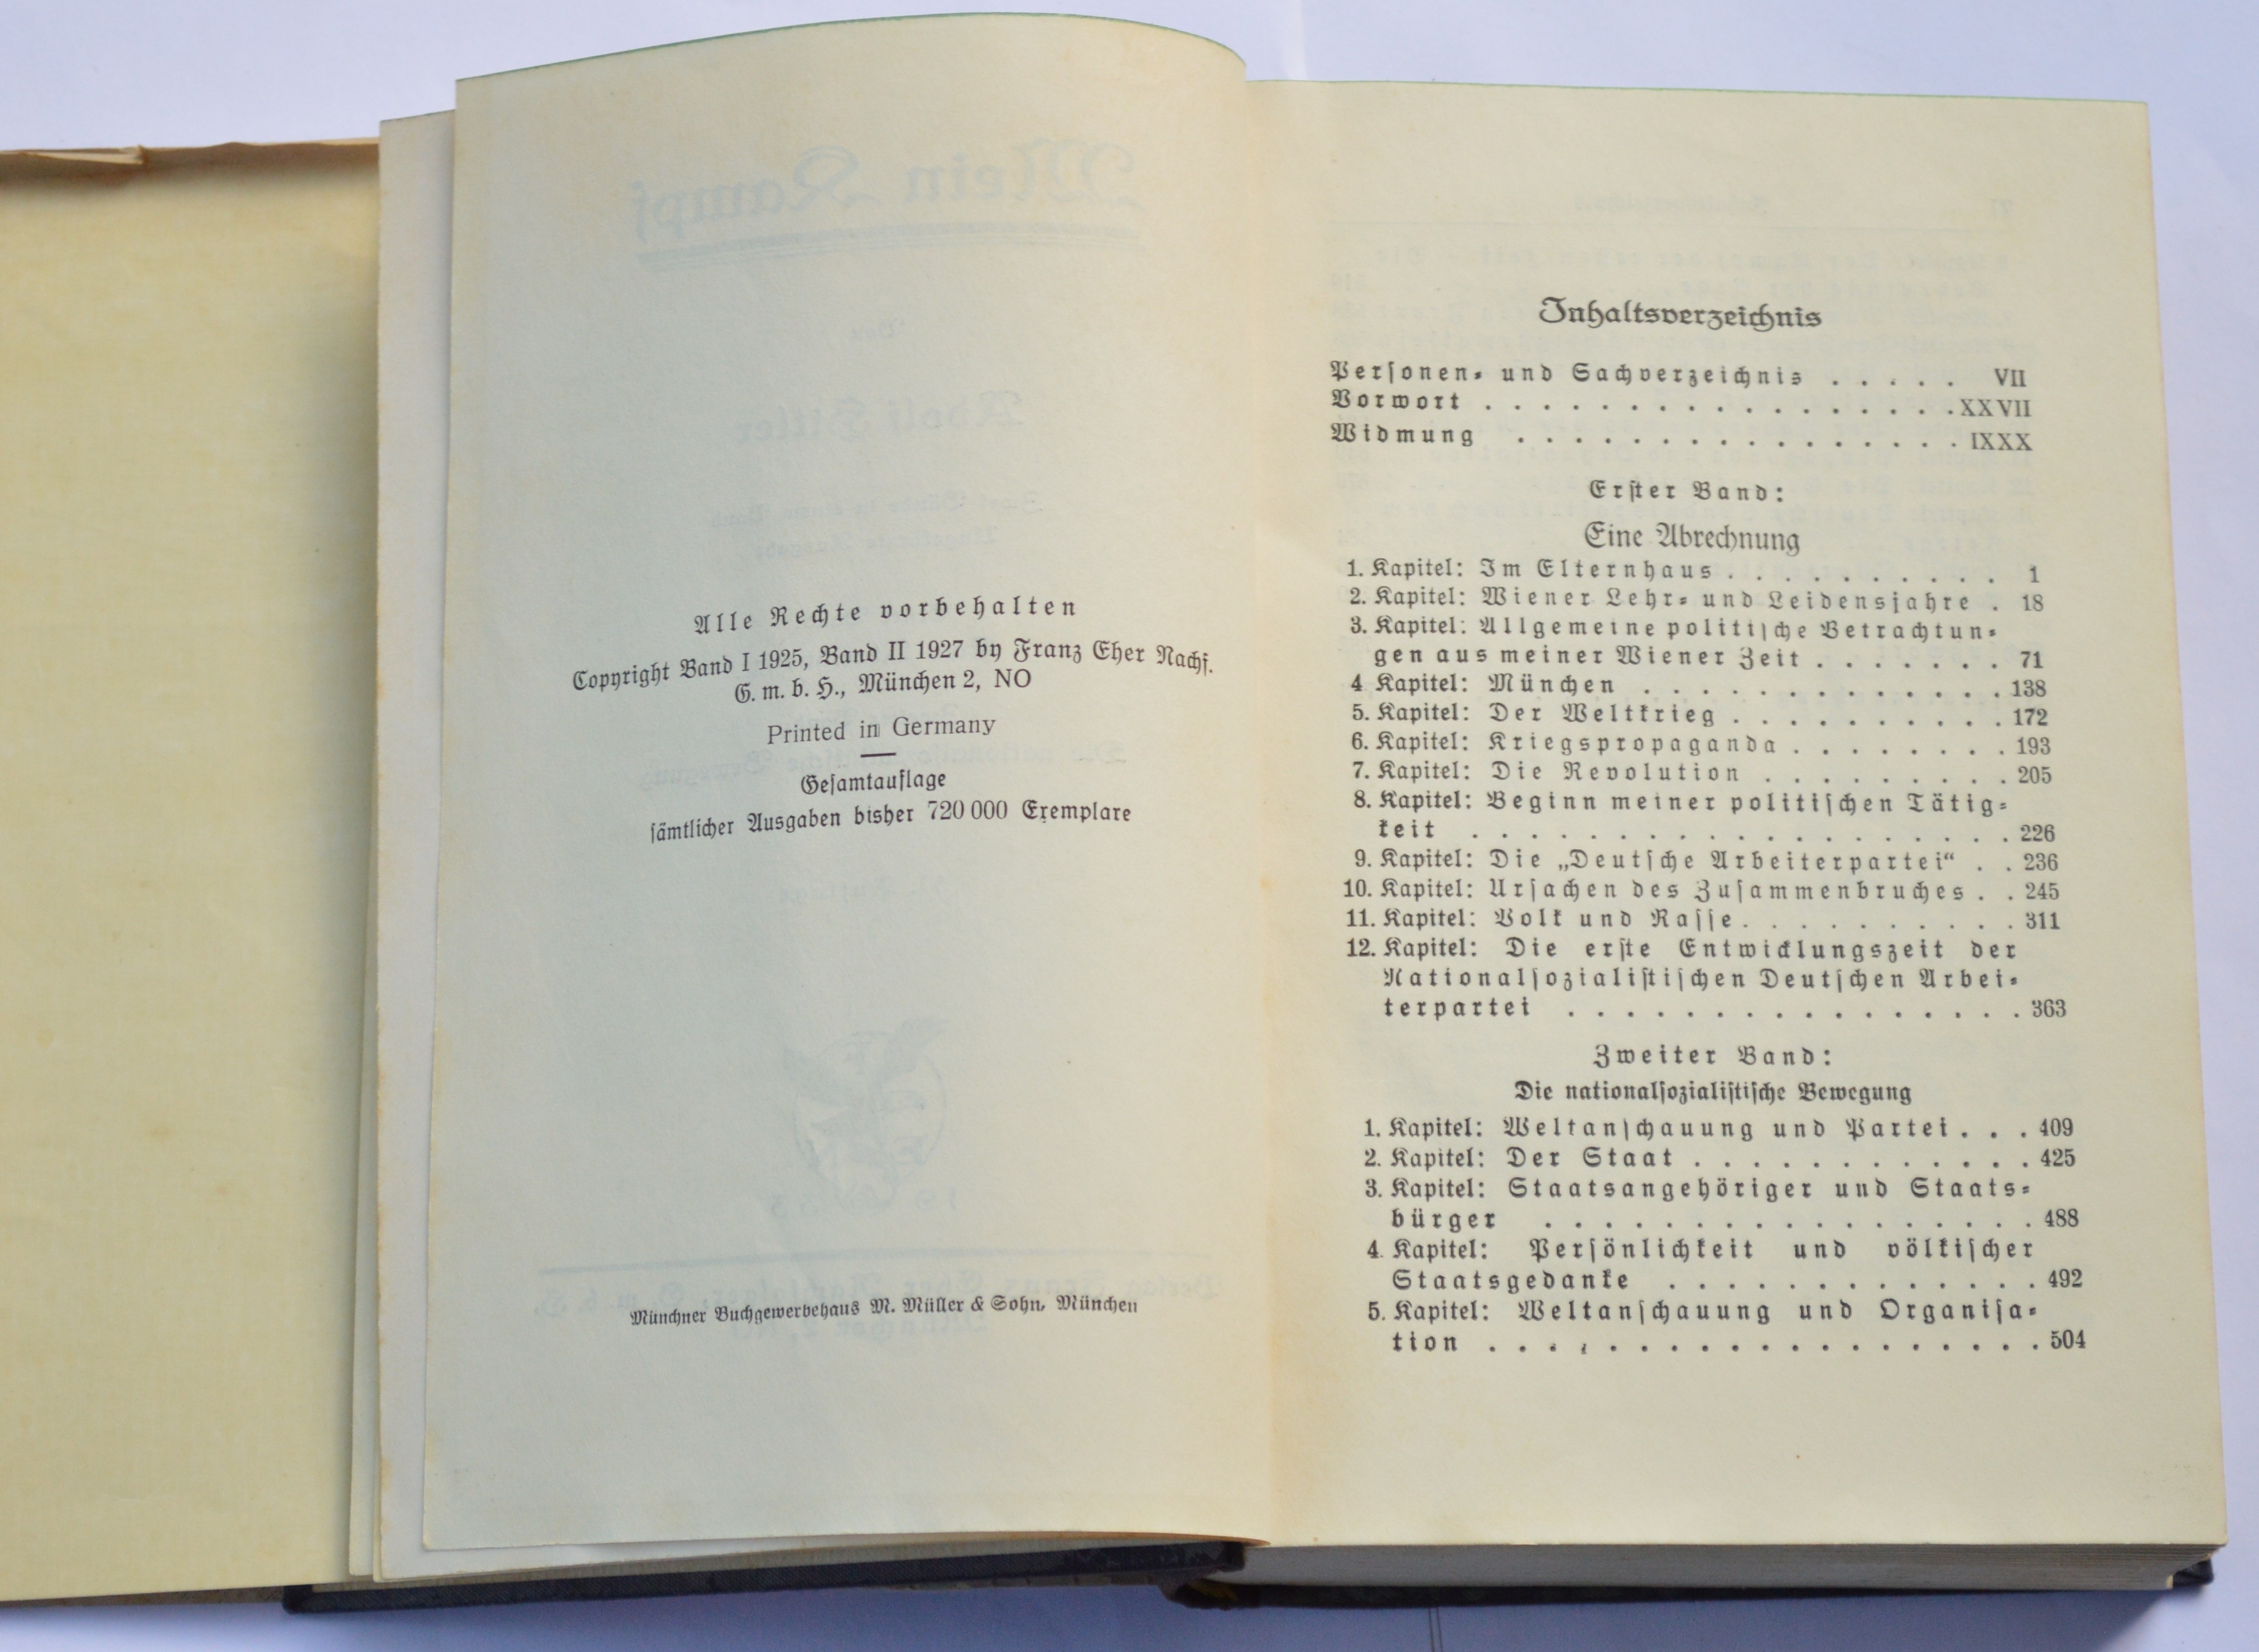 Alle Rechte vorbehalten
Copyright Band I 1925, Band II 1927 by Franz Eher Nachf.
G. m. b. H., München 2, NO
Printed in Germany
Gesamtauflage
sämtlicher Ausgaben bisher 720 000 Exemplare
Münchner Buchgewerbehaus M. Müller & Sohn, München
Inhaltsverzeichnis
Personen- und Sachverzeichnis . . . . . VII
Vorwort . . . . . . . . . . . . . . . . . XXVII
Widmung . . . . . . . . . . . . . . . . IXXX
Erster Band:
Eine Abrechnung
1. Kapitel: Im Elternhaus . . . . . . . . . . 1
2. Kapitel: Wiener Lehr- und Leidensjahre . 18
3. Kapitel: Allgemeine politische Betrachtun-
gen aus meiner Wiener Zeit . . . . . . . 71
4 Kapitel: München . . . . . . . . . . . . . 138
5. Kapitel: Der Weltkrieg . . . . . . . . . . 172
6. Kapitel: Kriegspropaganda . . . . . . . . 193
7. Kapitel: Die Revolution . . . . . . . . . 205
8. Kapitel: Beginn meiner politischen Tätig-
keit . . . . . . . . . . . . . . . . . . . 226
9. Kapitel: Die „Deutsche Arbeiterpartei“ . . 236
10. Kapitel: Ursachen des Zusammenbruches . . 245
11. Kapitel: Volk und Rasse . . . . . . . . . . 311
12. Kapitel: Die erste Entwicklungszeit der
Nationalsozialistischen Deutschen Arbei-
terpartei . . . . . . . . . . . . . . . . 363
Zweiter Band:
Die nationalsozialistische Bewegung
1. Kapitel: Weltanschauung und Partei . . . 409
2. Kapitel: Der Staat . . . . . . . . . . . . 425
3. Kapitel: Staatsangehöriger und Staats-
bürger . . . . . . . . . . . . . . . . . 488
4. Kapitel: Persönlichkeit und völkischer
Staatsgedanke . . . . . . . . . . . . . 492
5. Kapitel: Weltanschauung und Organisa-
tion . . . . . . . . . . . . . . . . . . . 504